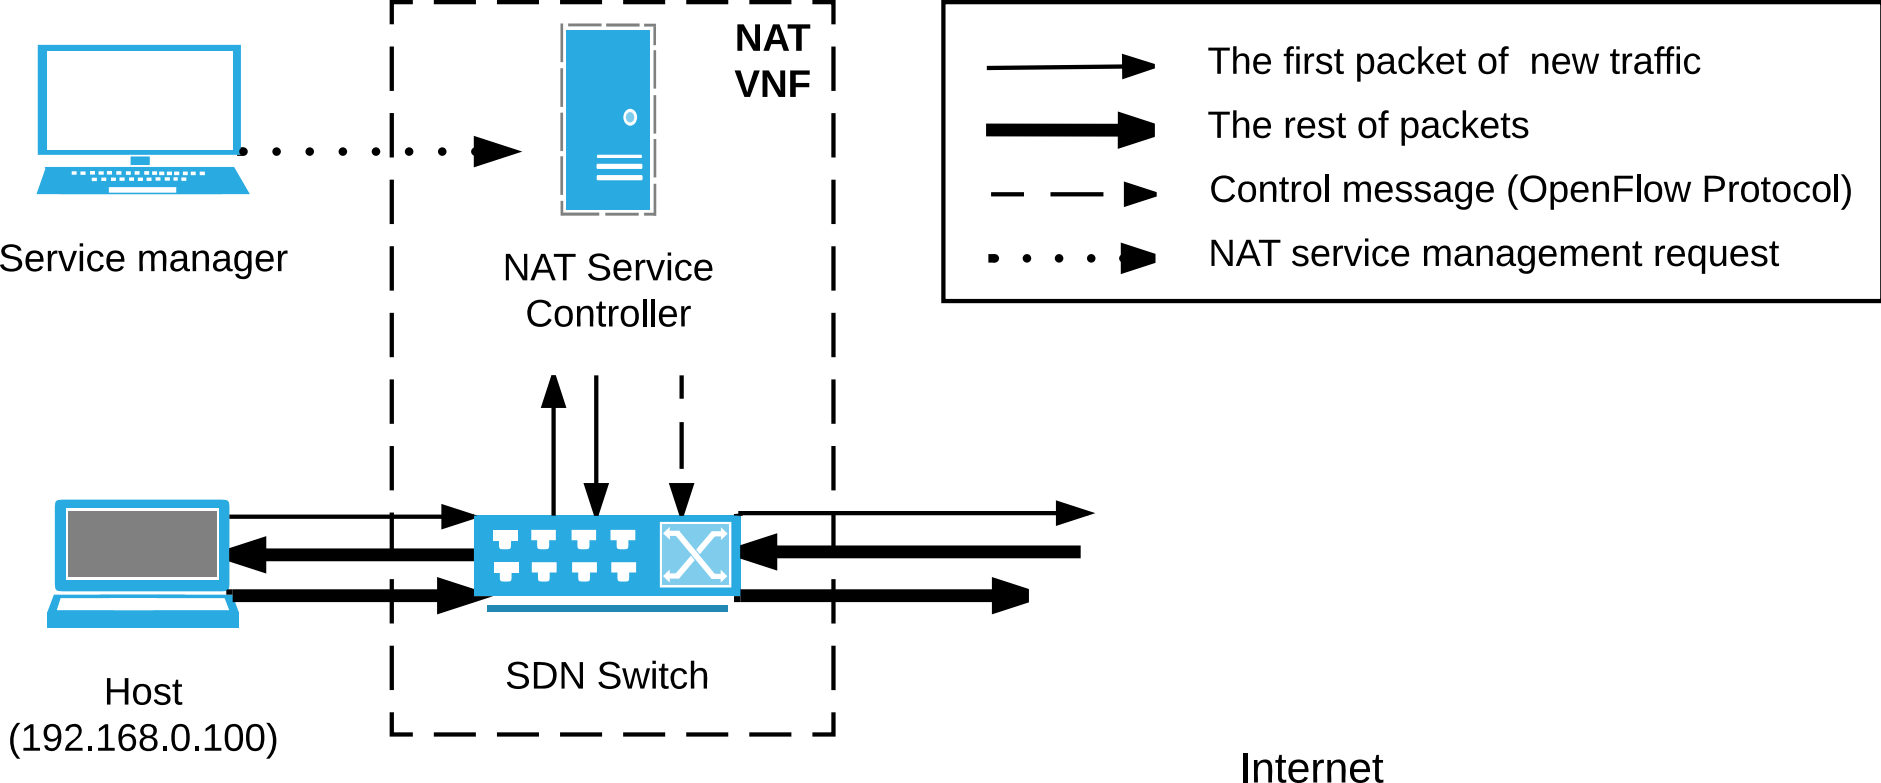 NAT
VNF
The first packet of  new traffic
The rest of packets
Control message (OpenFlow Protocol)
NAT service management request
Service manager
NAT Service
Controller
SDN Switch
Host
(192.168.0.100)
Internet